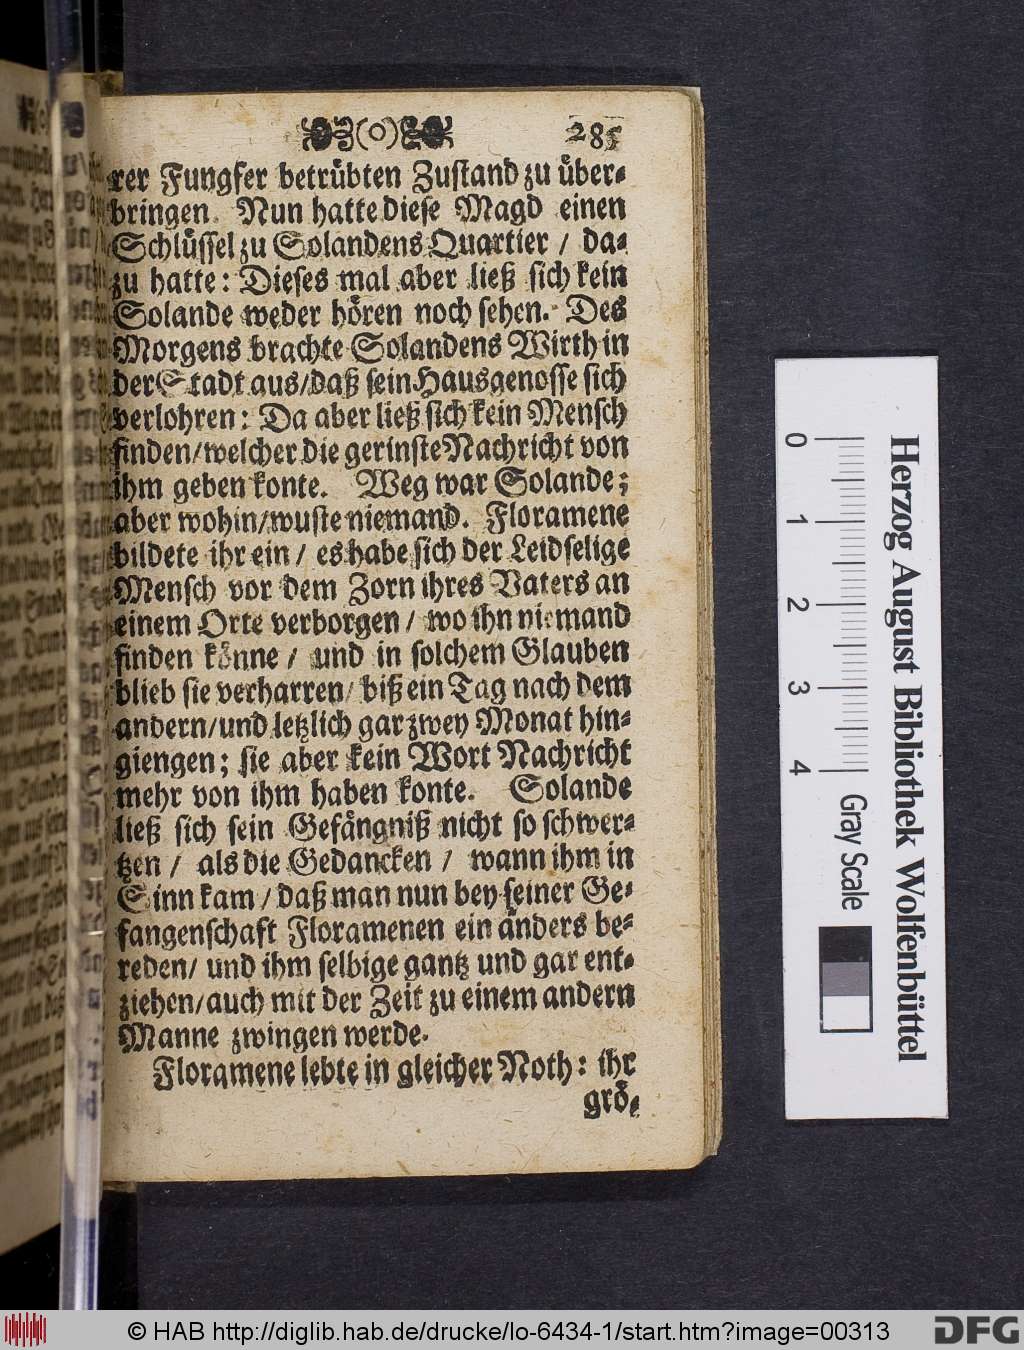 (o) 285
rer Jungfer betrübten Zustand zu über-
bringen. Nun hatte diese Magd einen
Schlüssel zu Solandens Quartier / da-
zu hatte: Dieses mal aber ließ sich kein
Solande weder hören noch sehen. Des
Morgens brachte Solandens Wirth in
der Stadt aus/daß sein Hausgenosse sich
verlohren: Da aber ließ sich kein Mensch
finden/welcher die gerinste Nachricht von
ihm geben konte. Weg war Solande;
aber wohin/wuste niemand. Floramene
bildete ihr ein / es habe sich der Leidselige
Mensch vor dem Zorn ihres Vaters an
einem Orte verborgen / wo ihn niemand
finden könne / und in solchem Glauben
blieb sie verharren/ biß ein Tag nach dem
andern/und letzlich gar zwey Monat hin-
giengen; sie aber kein Wort Nachricht
mehr von ihm haben konte. Solande
ließ sich sein Gefängniß nicht so schmer-
tzen / als die Gedancken / wann ihm in
Sinn kam / daß man nun bey seiner Ge-
fangenschaft Floramenen ein änders be-
reden/ und ihm selbige gantz und gar ent-
ziehen/auch mit der Zeit zu einem andern
Manne zwingen werde.
Floramene lebte in gleicher Noth: ihr
grö-
Herzog August Bibliothek Wolfenbüttel
0 1 2 3 4 Gray Scale
© HAB http://diglib.hab.de/drucke/lo-6434-1/start.htm?image=00313
DFG